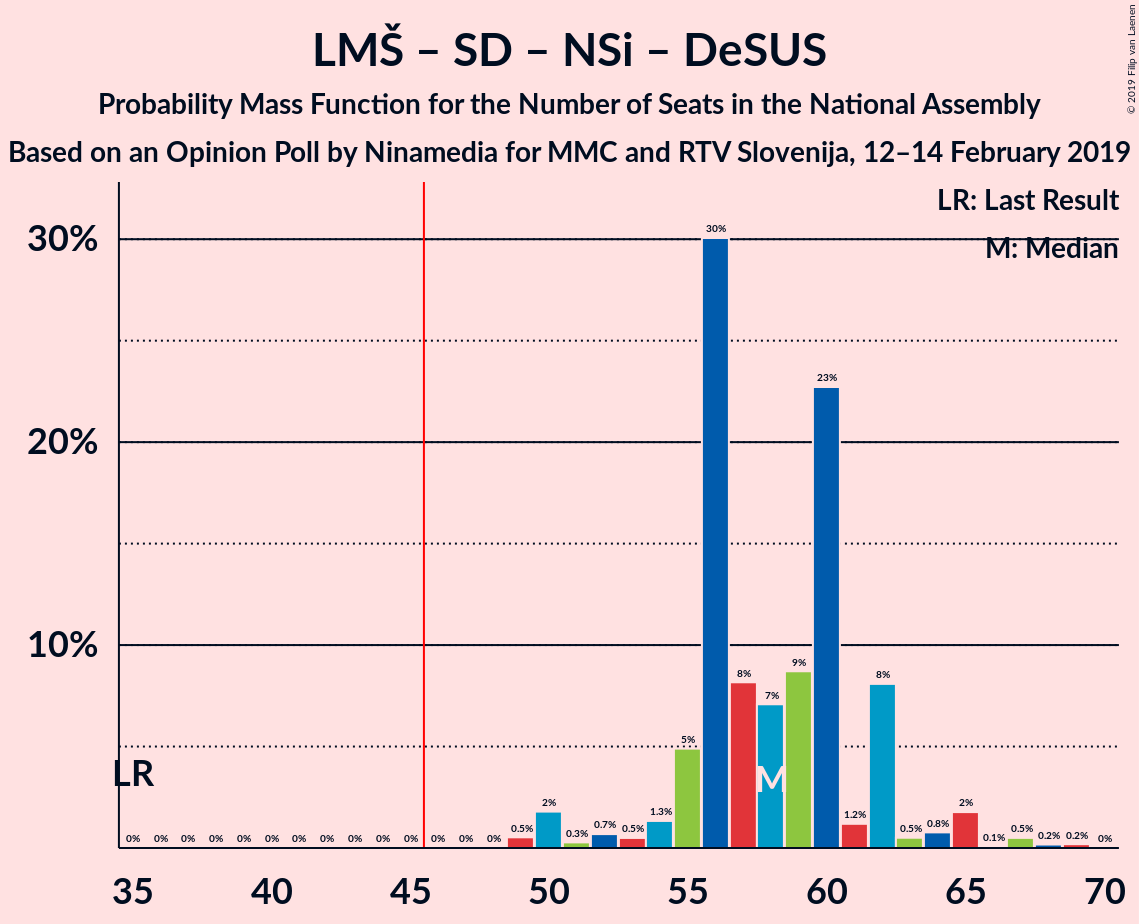 LMŠ – SD – NSi – DeSUS
Probability Mass Function for the Number of Seats in the National Assembly
Based on an Opinion Poll by Ninamedia for MMC and RTV Slovenija, 12–14 February 2019
© 2019 Filip van Laenen
LR: Last Result
M: Median
30%
20%
10%
LR
M
0% 0% 0% 0% 0% 0% 0% 0% 0% 0% 0% 0% 0% 0% 0.5% 2% 0.3% 0.7% 0.5% 1.3% 5% 30% 8% 7% 9% 23% 1.2% 8% 0.5% 0.8% 2% 0.1% 0.5% 0.2% 0.2% 0%
35 40 45 50 55 60 65 70